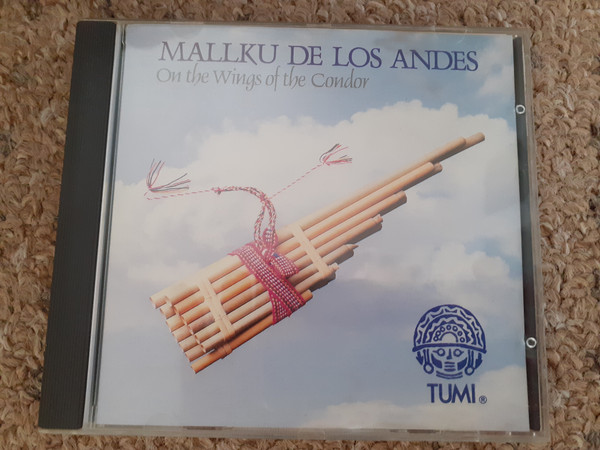 MALLKU DE LOS ANDES
On the Wings of the Condor
TUMI ®